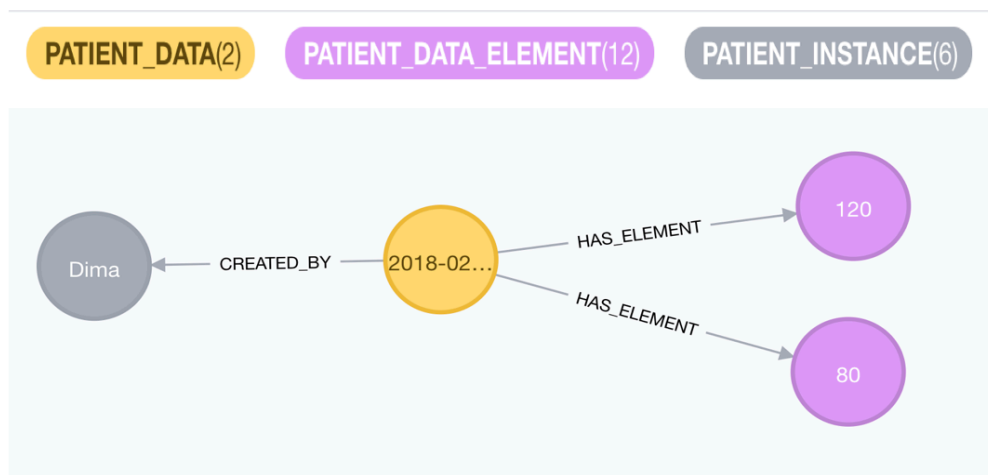 PATIENT_DATA(2) PATIENT_DATA_ELEMENT(12) PATIENT_INSTANCE(6)
120
HAS_ELEMENT
Dima CREATED_BY 2018-02...
HAS_ELEMENT
80